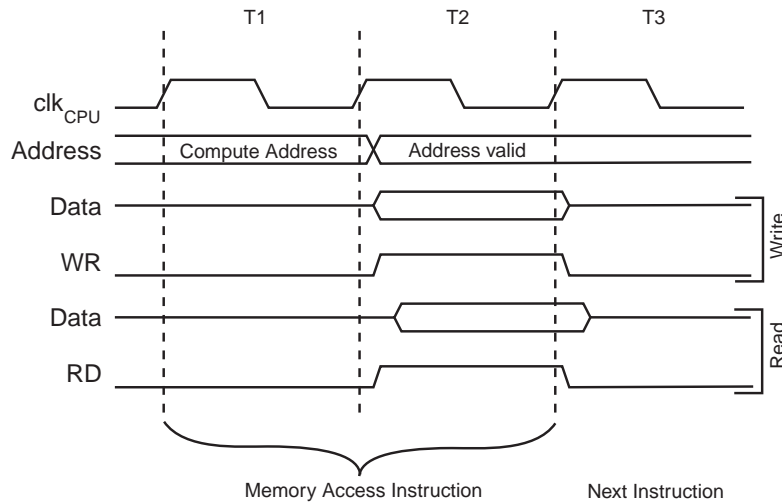 T1 T2 T3
clkCPU
Address Compute Address Address valid
Data
WR
Write
Data
RD
Read
Memory Access Instruction Next Instruction